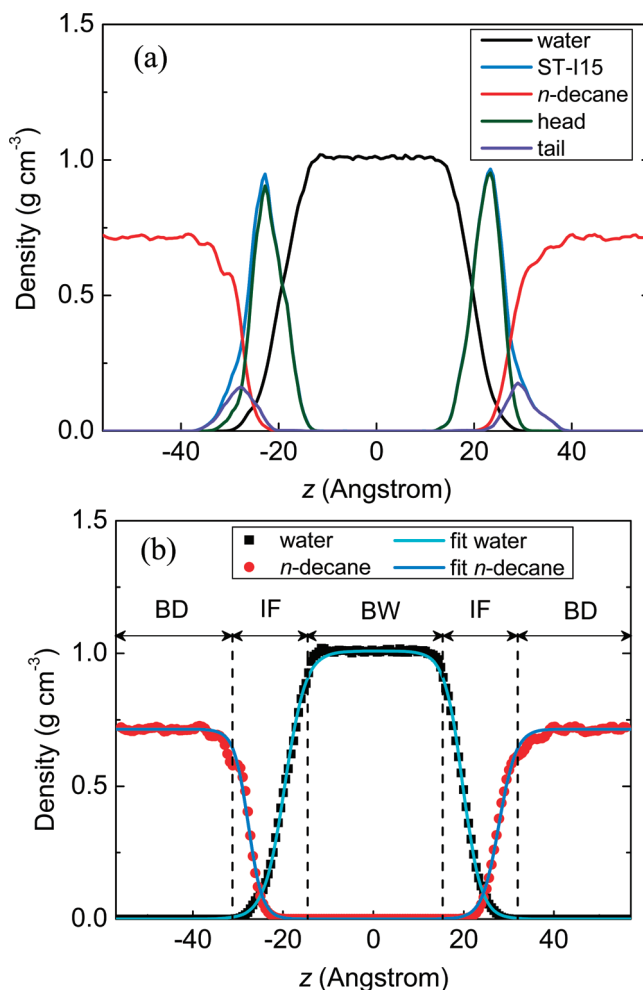 (a)
water
ST-I15
n-decane
head
tail
1.5
1.0
0.5
0.0
Density (g cm⁻³)
-40 -20 0 20 40
z (Angstrom)
(b)
water fit water
n-decane fit n-decane
BD IF BW IF BD
1.5
1.0
0.5
0.0
Density (g cm⁻³)
-40 -20 0 20 40
z (Angstrom)